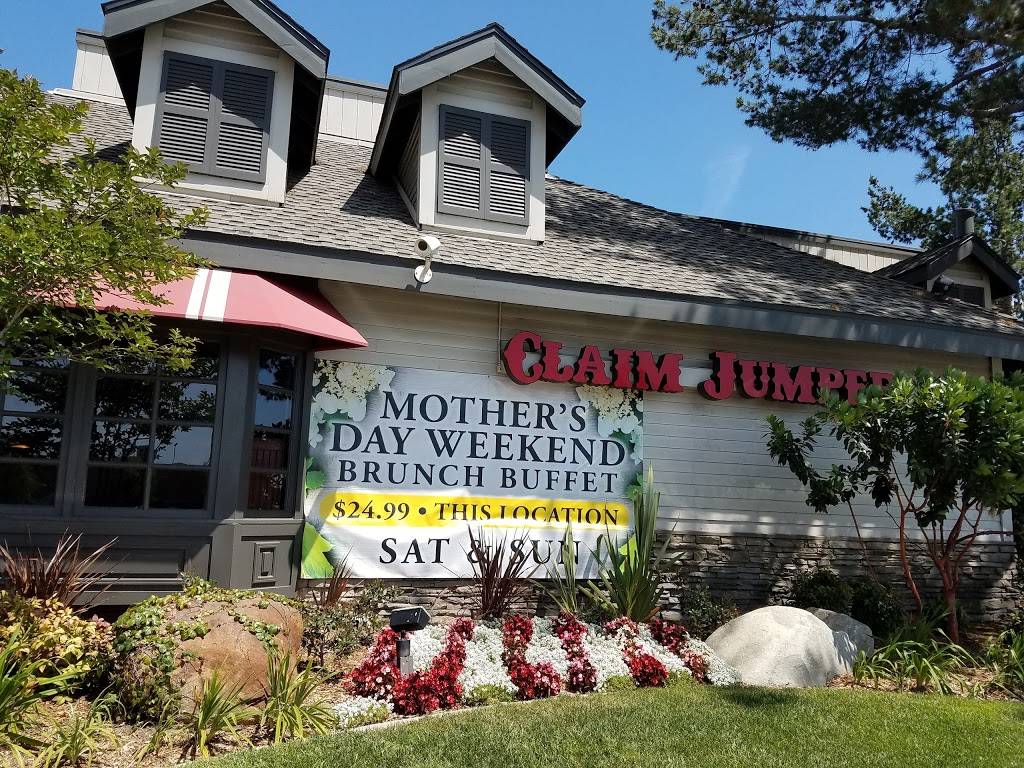 CLAIM JUMPER
MOTHER'S
DAY WEEKEND
BRUNCH BUFFET
$24.99 • THIS LOCATION
SAT & SUN